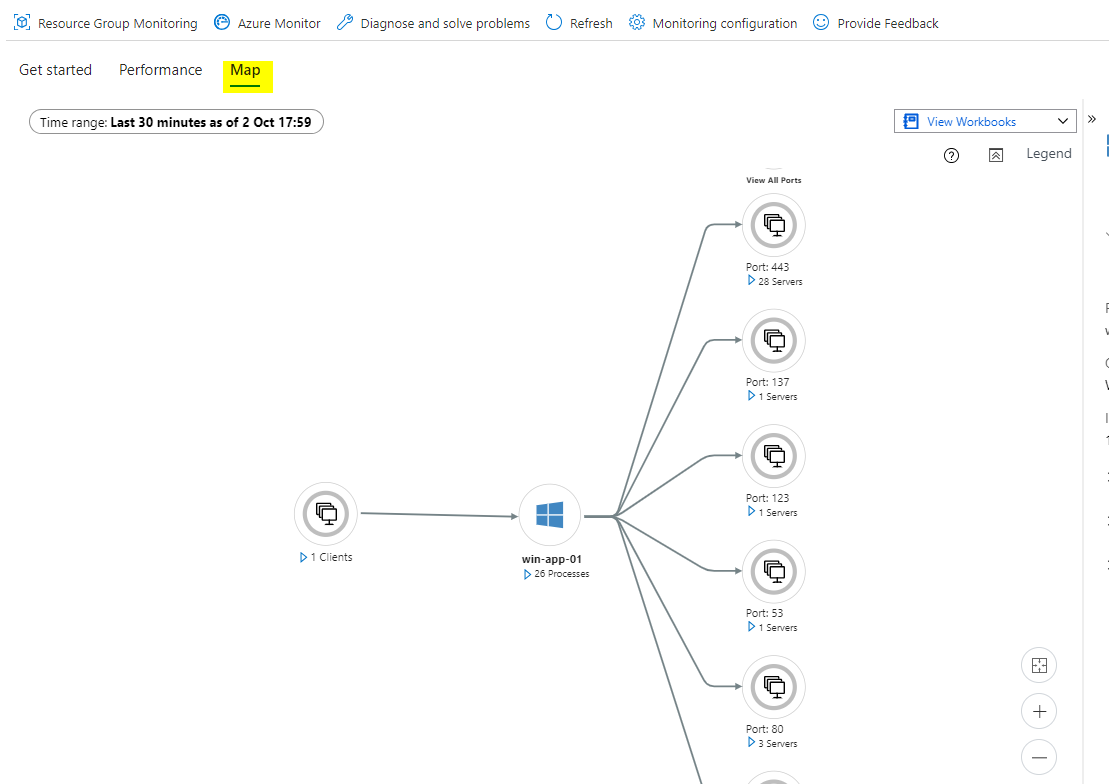 Resource Group Monitoring Azure Monitor Diagnose and solve problems Refresh Monitoring configuration Provide Feedback
Get started Performance Map
Time range: Last 30 minutes as of 2 Oct 17:59
View Workbooks
Legend
View All Ports
Port: 443
28 Servers
Port: 137
1 Servers
Port: 123
1 Servers
1 Clients
win-app-01
26 Processes
Port: 53
1 Servers
Port: 80
3 Servers